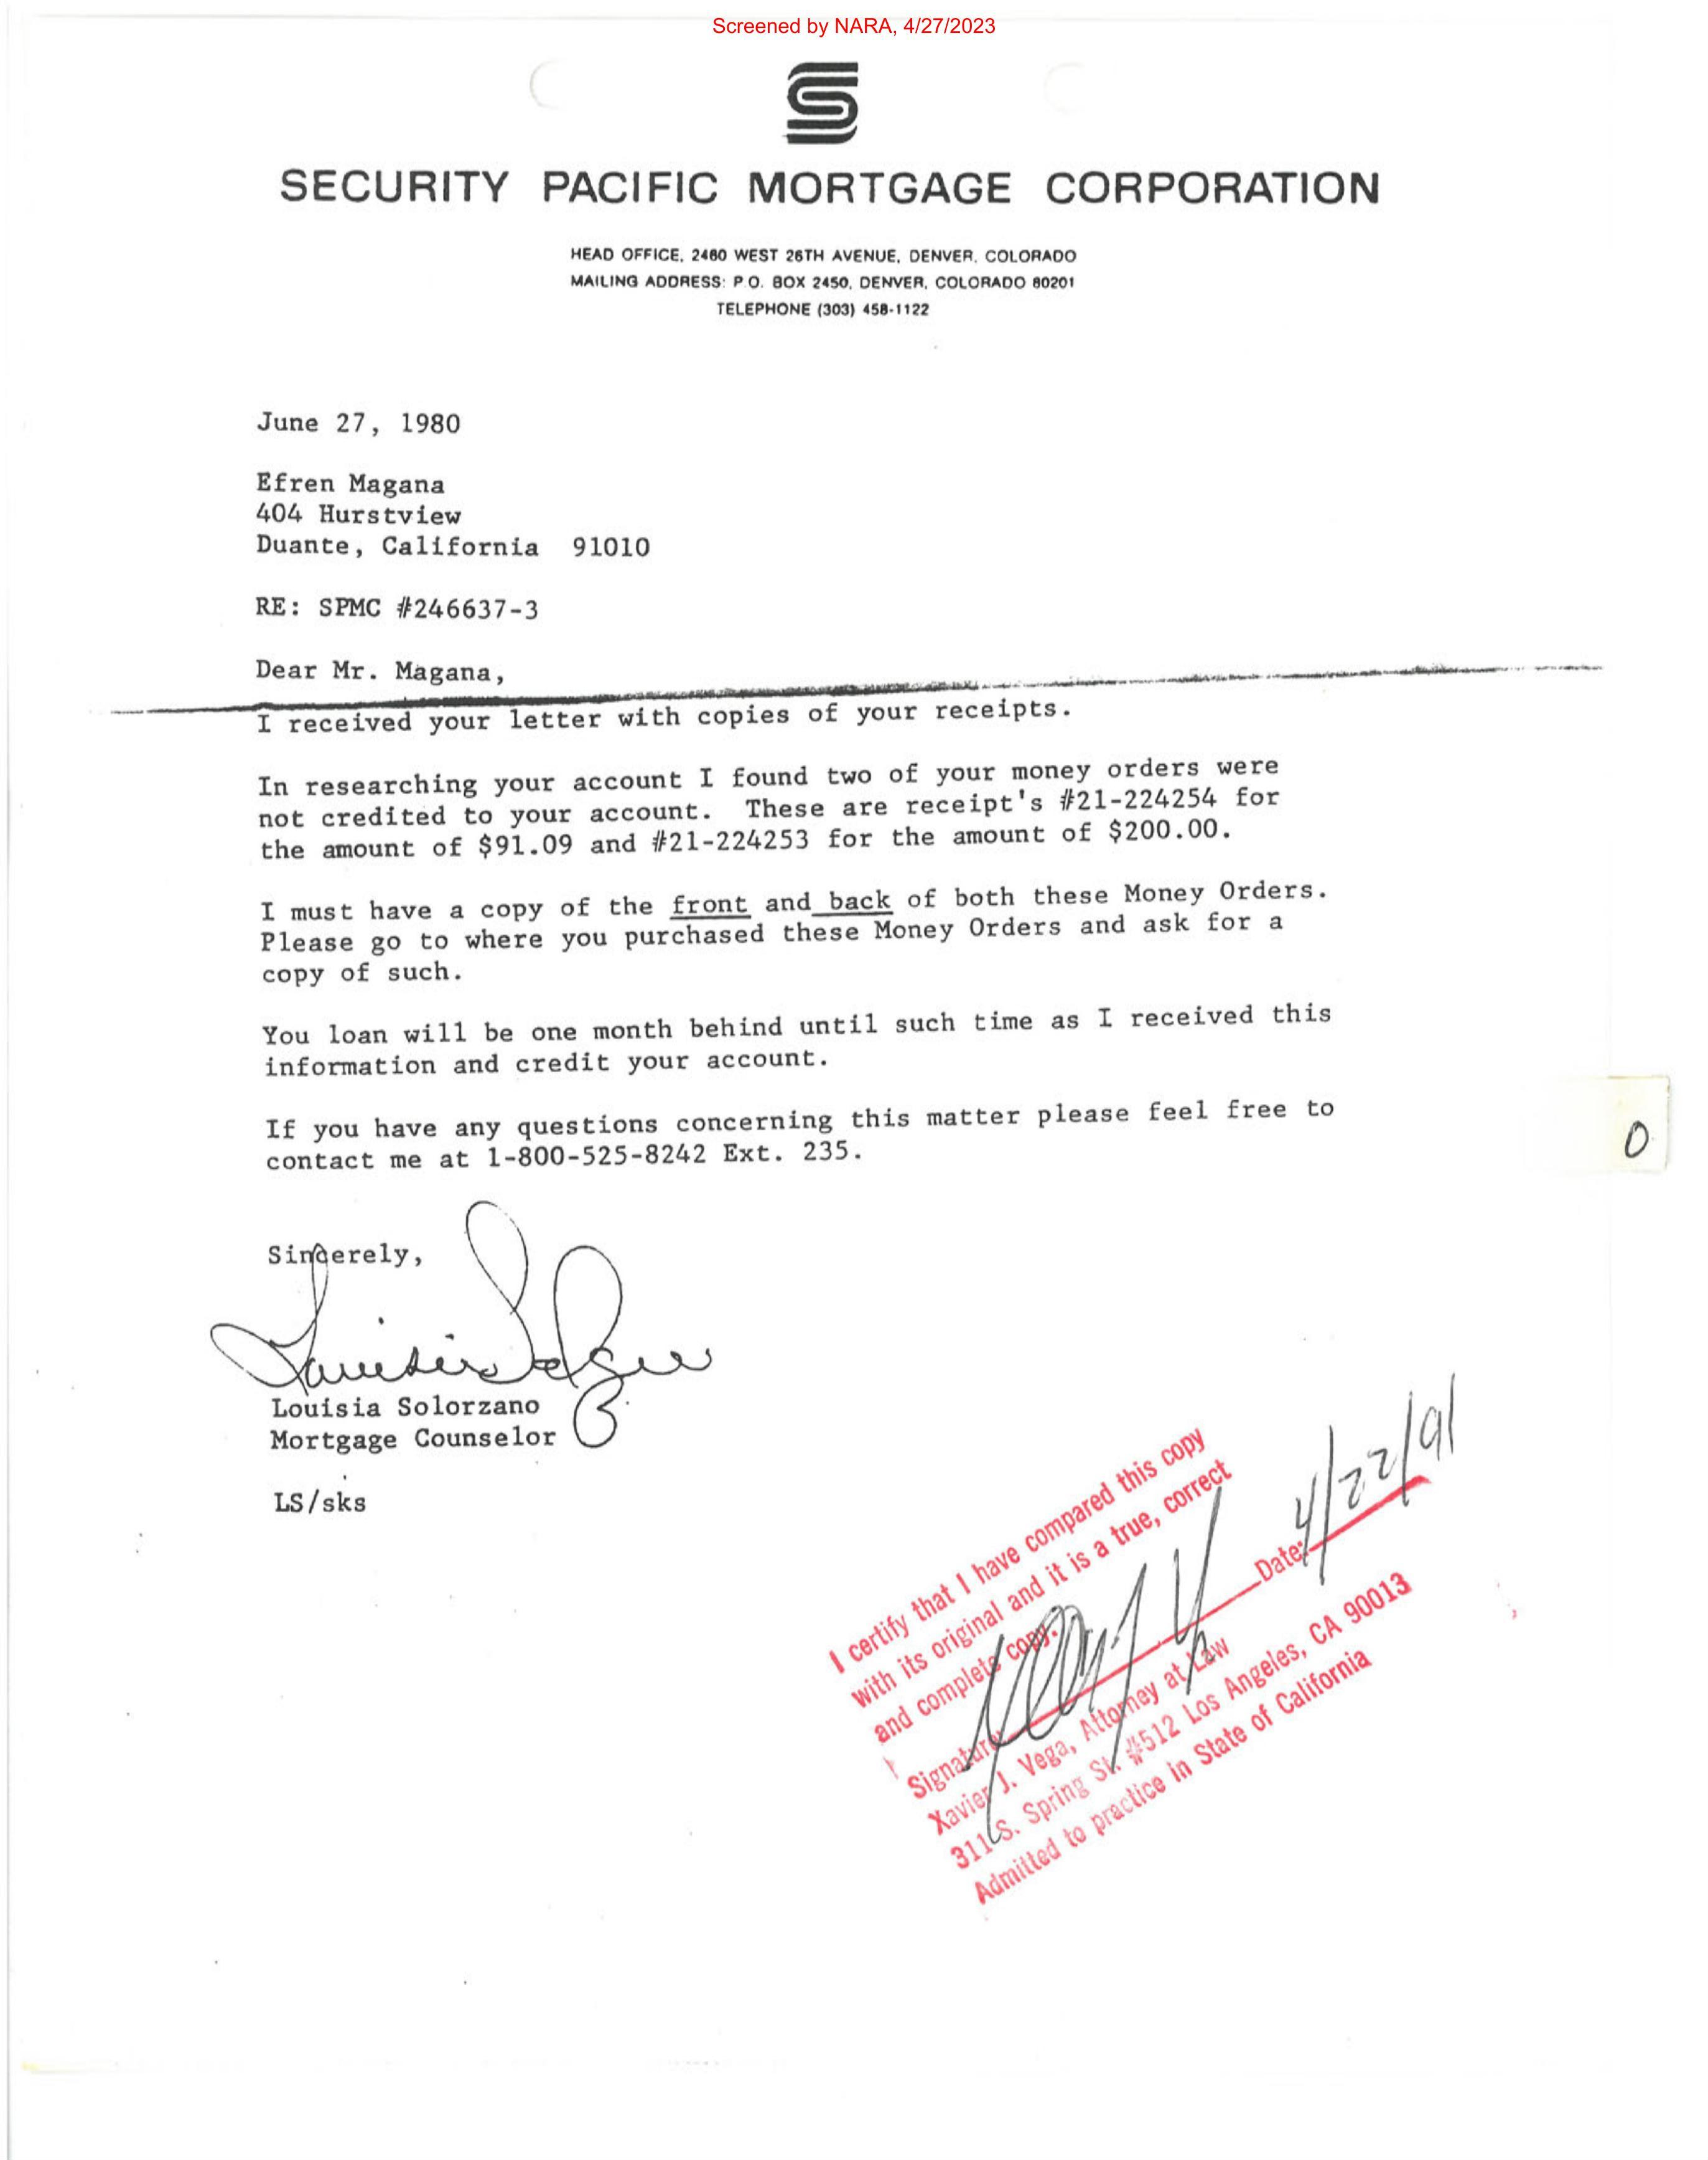 Screened by NARA, 4/27/2023
SECURITY PACIFIC MORTGAGE CORPORATION
HEAD OFFICE, 2460 WEST 26TH AVENUE, DENVER, COLORADO
MAILING ADDRESS: P.O. BOX 2450, DENVER, COLORADO 80201
TELEPHONE (303) 458-1122
June 27, 1980
Efren Magana
404 Hurstview
Duante, California 91010
RE: SPMC #246637-3
Dear Mr. Magana,
I received your letter with copies of your receipts.
In researching your account I found two of your money orders were
not credited to your account. These are receipt's #21-224254 for
the amount of $91.09 and #21-224253 for the amount of $200.00.
I must have a copy of the front and back of both these Money Orders.
Please go to where you purchased these Money Orders and ask for a
copy of such.
You loan will be one month behind until such time as I received this
information and credit your account.
If you have any questions concerning this matter please feel free to
contact me at 1-800-525-8242 Ext. 235.
O
Sincerely,
Louisia Solorzano
Mortgage Counselor
LS/sks
I certify that I have compared this copy
with its original and it is a true, correct
and complete copy.
Signature Date: 4/22/91
Xavier J. Vega, Attorney at Law
311 S. Spring St. #512 Los Angeles, CA 90013
Admitted to practice in State of California